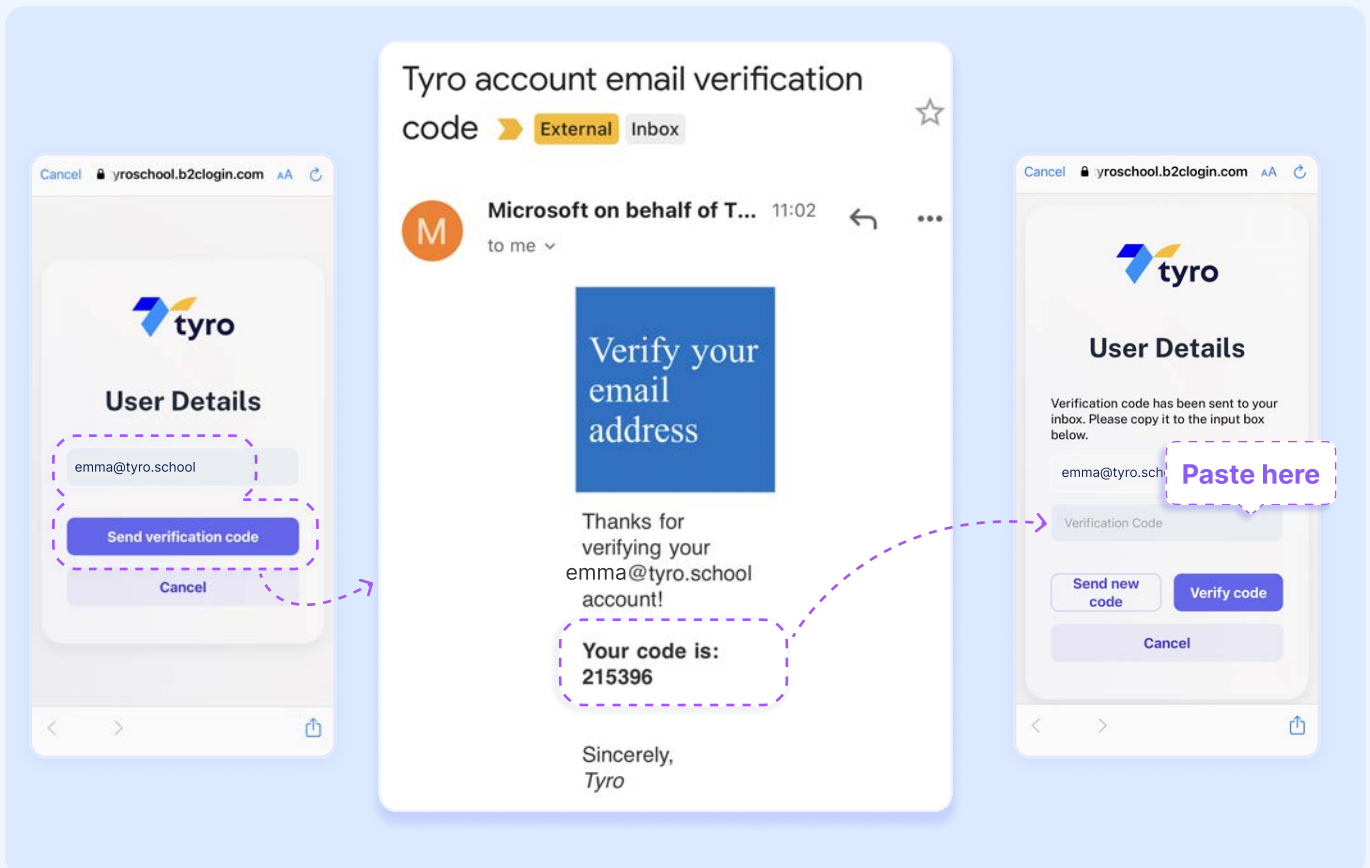 Cancel yroschool.b2clogin.com AA
tyro
User Details
emma@tyro.school
Send verification code
Cancel
Tyro account email verification
code External Inbox
M
Microsoft on behalf of T... 11:02
to me
Verify your
email
address
Thanks for
verifying your
emma@tyro.school
account!
Your code is:
215396
Sincerely,
Tyro
Cancel yroschool.b2clogin.com AA
tyro
User Details
Verification code has been sent to your
inbox. Please copy it to the input box
below.
emma@tyro.sch
Paste here
Verification Code
Send new
code
Verify code
Cancel